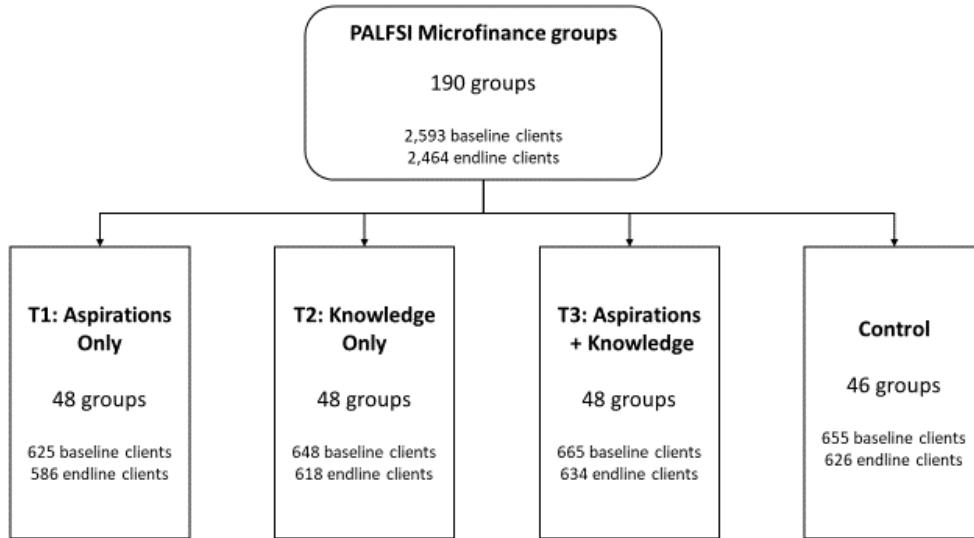 PALFSI Microfinance groups
190 groups
2,593 baseline clients
2,464 endline clients
T1: Aspirations
Only
48 groups
625 baseline clients
586 endline clients
T2: Knowledge
Only
48 groups
648 baseline clients
618 endline clients
T3: Aspirations
+ Knowledge
48 groups
665 baseline clients
634 endline clients
Control
46 groups
655 baseline clients
626 endline clients